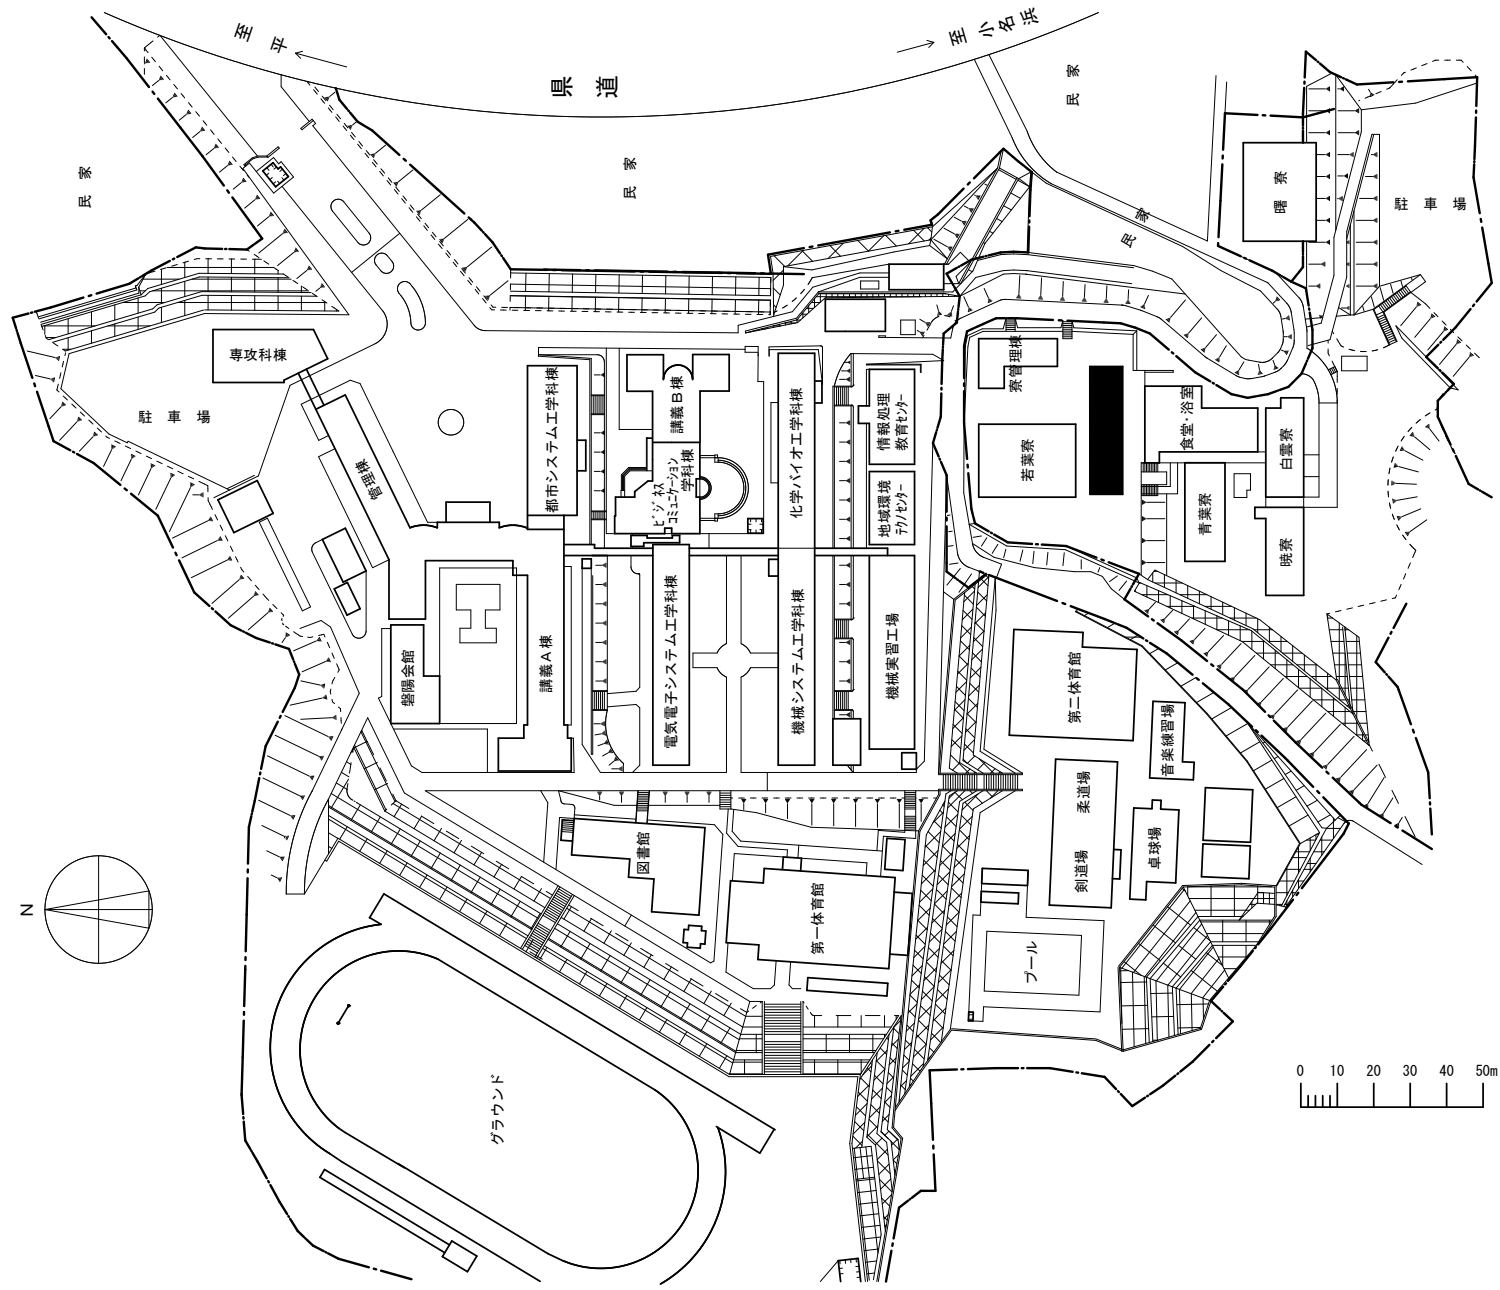 至 平
県 道
至 小名浜
民 家
民 家
民 家
民 家
曙 寮
駐 車 場
専攻科棟
駐 車 場
管理棟
都市システム工学科棟
講義B棟
ビジネス
コミュニケーション
学科棟
化学バイオ工学科棟
情報処理
教育センター
地域環境
テクノセンター
寮管理棟
若葉寮
食堂・浴室
白雲寮
青葉寮
暁寮
磐陽会館
講義A棟
電気電子システム工学科棟
機械システム工学科棟
機械実習工場
第二体育館
音楽練習場
柔道場
剣道場
卓球場
図書館
第一体育館
プール
グラウンド
N
0 10 20 30 40 50m